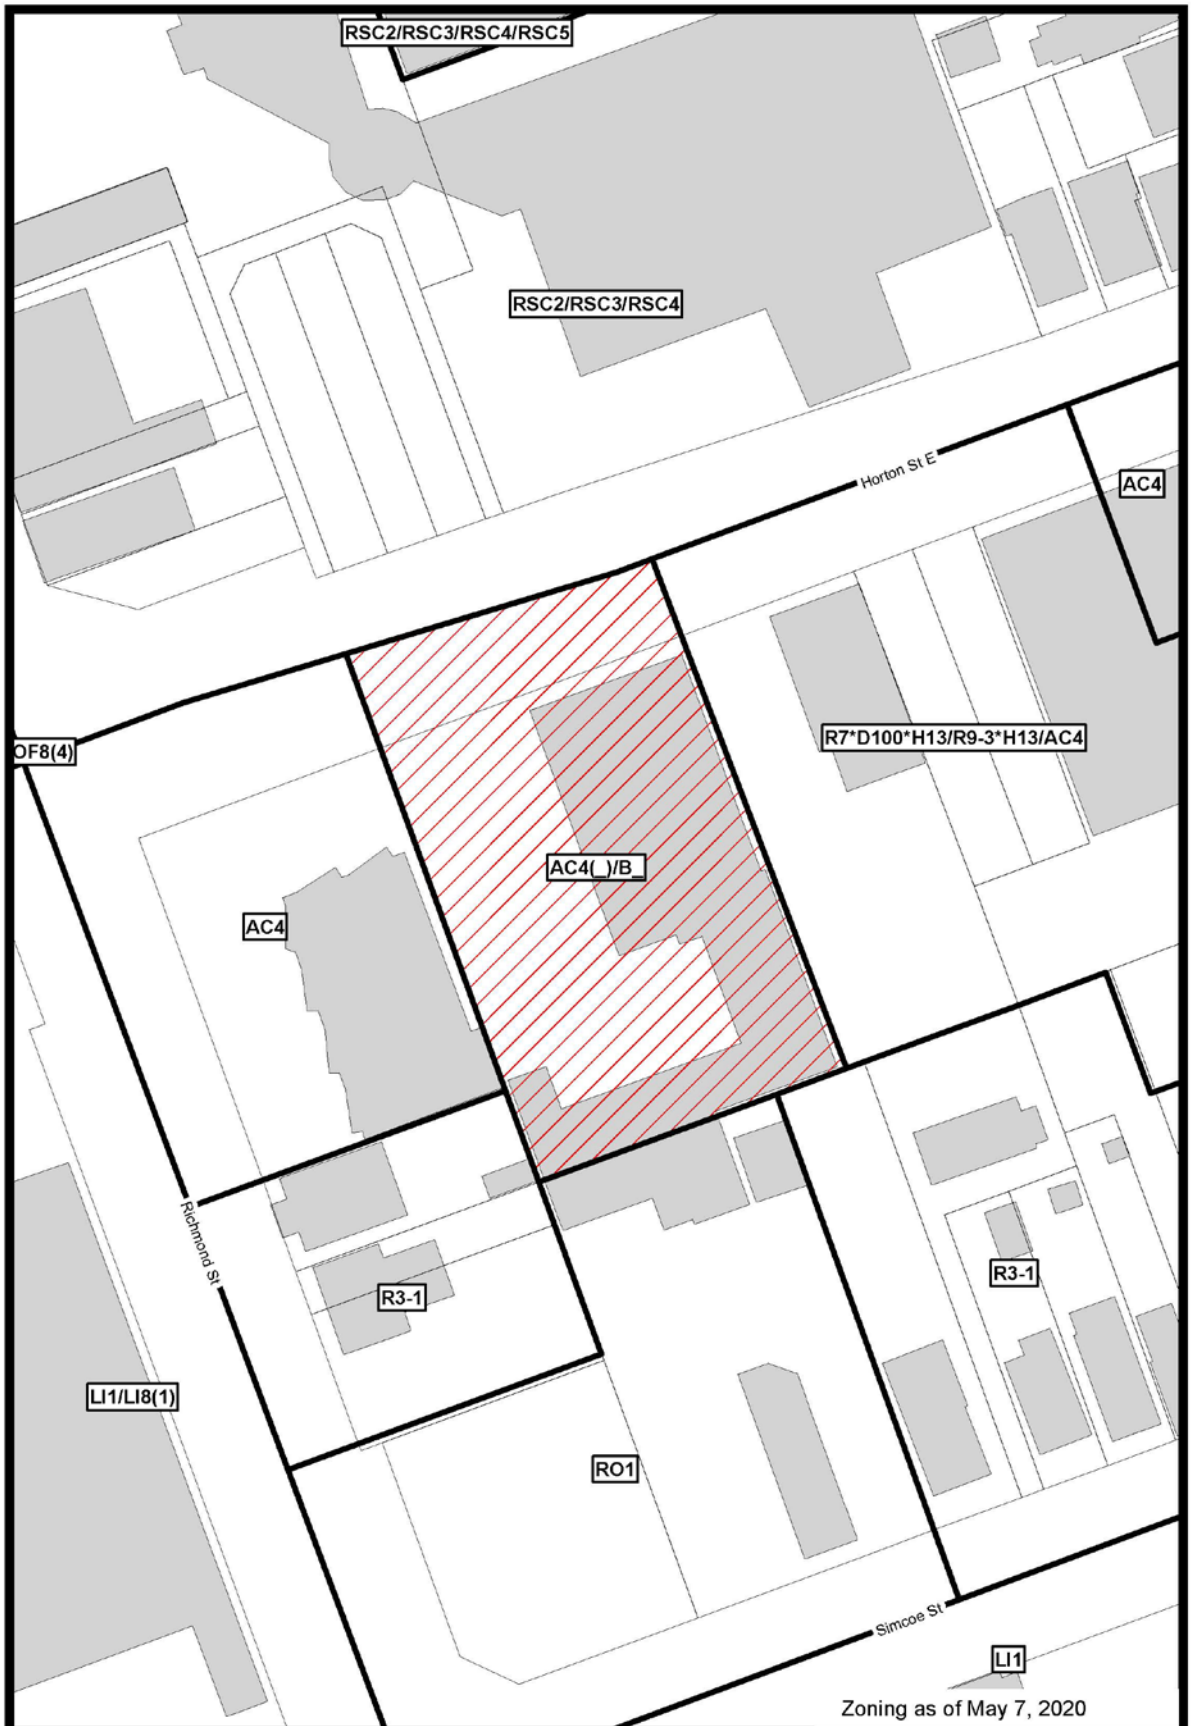 RSC2/RSC3/RSC4/RSC5
RSC2/RSC3/RSC4
Horton St E
AC4
OF8(4)
R7*D100*H13/R9-3*H13/AC4
AC4(_)/B_
AC4
Richmond St
R3-1
R3-1
LI1/LI8(1)
RO1
Simcoe St
LI1
Zoning as of May 7, 2020